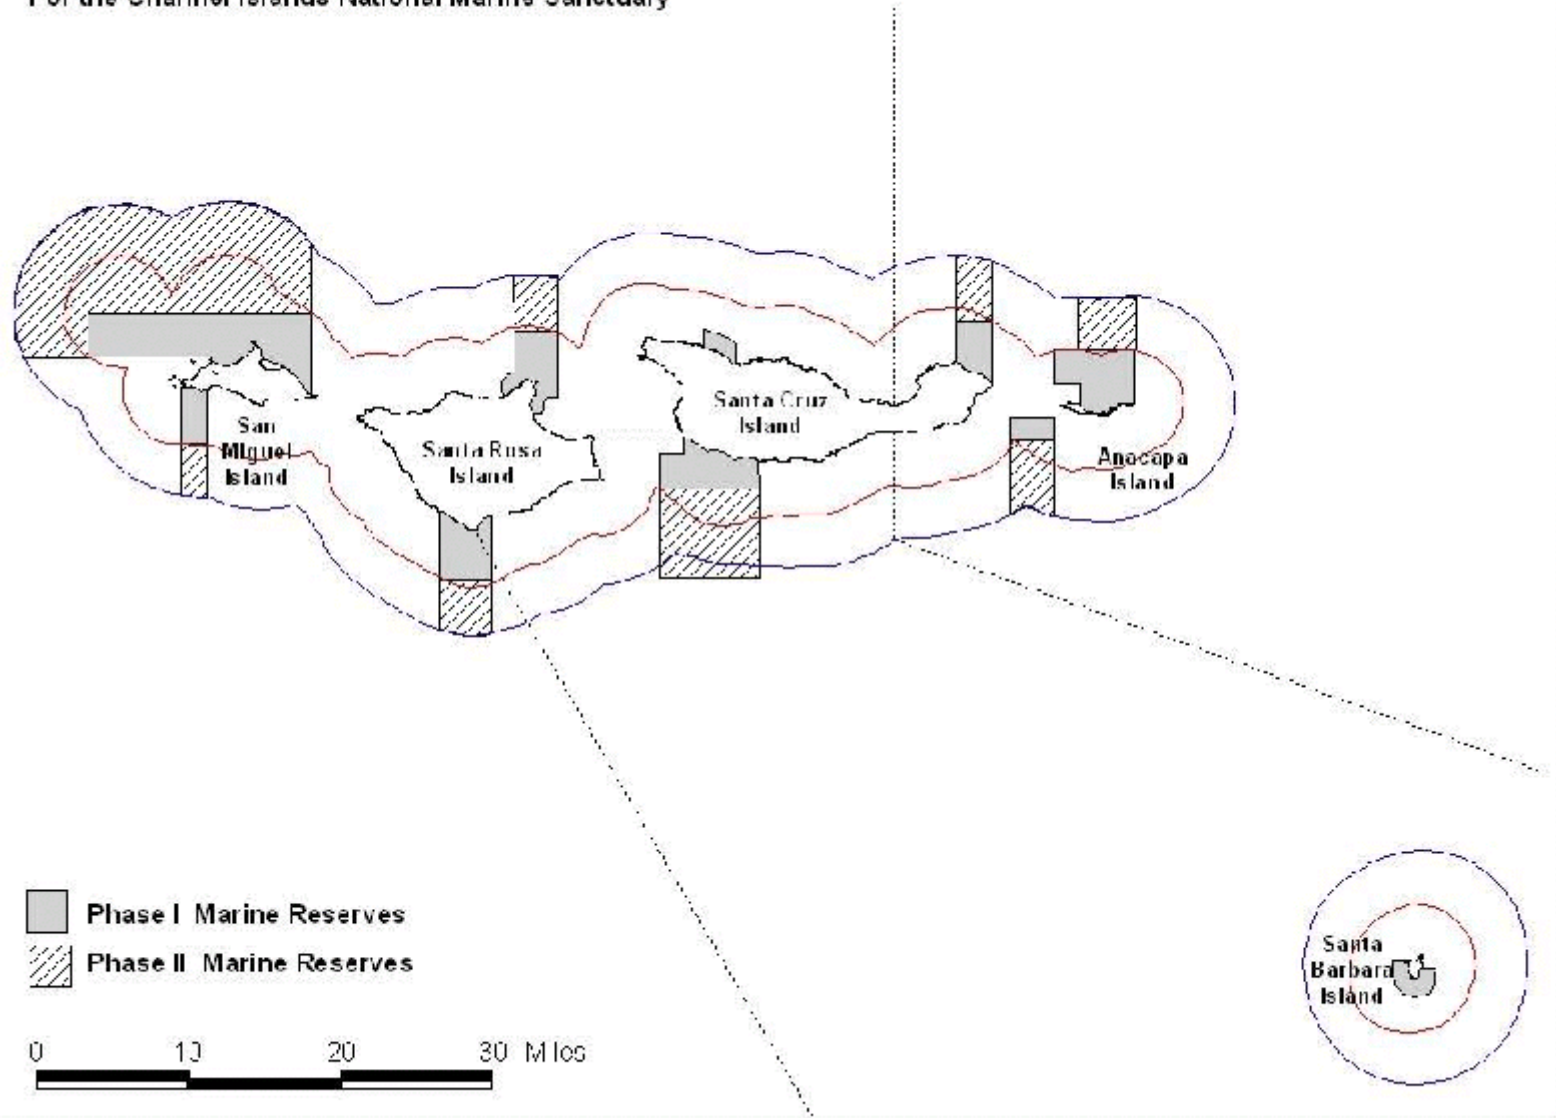 For the Channel Islands National Marine Sanctuary
San
Miguel
Island
Santa Rosa
Island
Santa Cruz
Island
Anacapa
Island
Santa
Barbara
Island
Phase I Marine Reserves
Phase II Marine Reserves
0 10 20 30 Miles